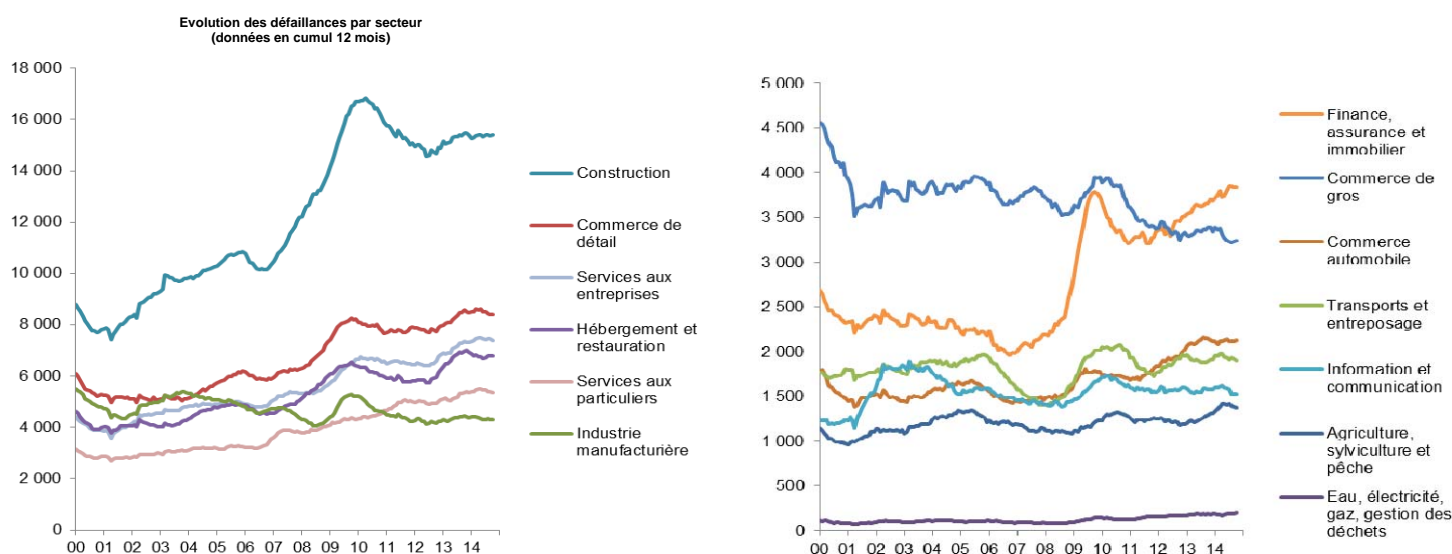 Evolution des défaillances par secteur
(données en cumul 12 mois)
18 000
16 000
14 000
12 000
10 000
8 000
6 000
4 000
2 000
0
00 01 02 03 04 05 06 07 08 09 10 11 12 13 14
Construction
Commerce de
détail
Services aux
entreprises
Hébergement et
restauration
Services aux
particuliers
Industrie
manufacturière
5 000
4 500
4 000
3 500
3 000
2 500
2 000
1 500
1 000
500
0
00 01 02 03 04 05 06 07 08 09 10 11 12 13 14
Finance,
assurance et
immobilier
Commerce de
gros
Commerce
automobile
Transports et
entreposage
Information et
communication
Agriculture,
sylviculture et
pêche
Eau, électricité,
gaz, gestion des
déchets